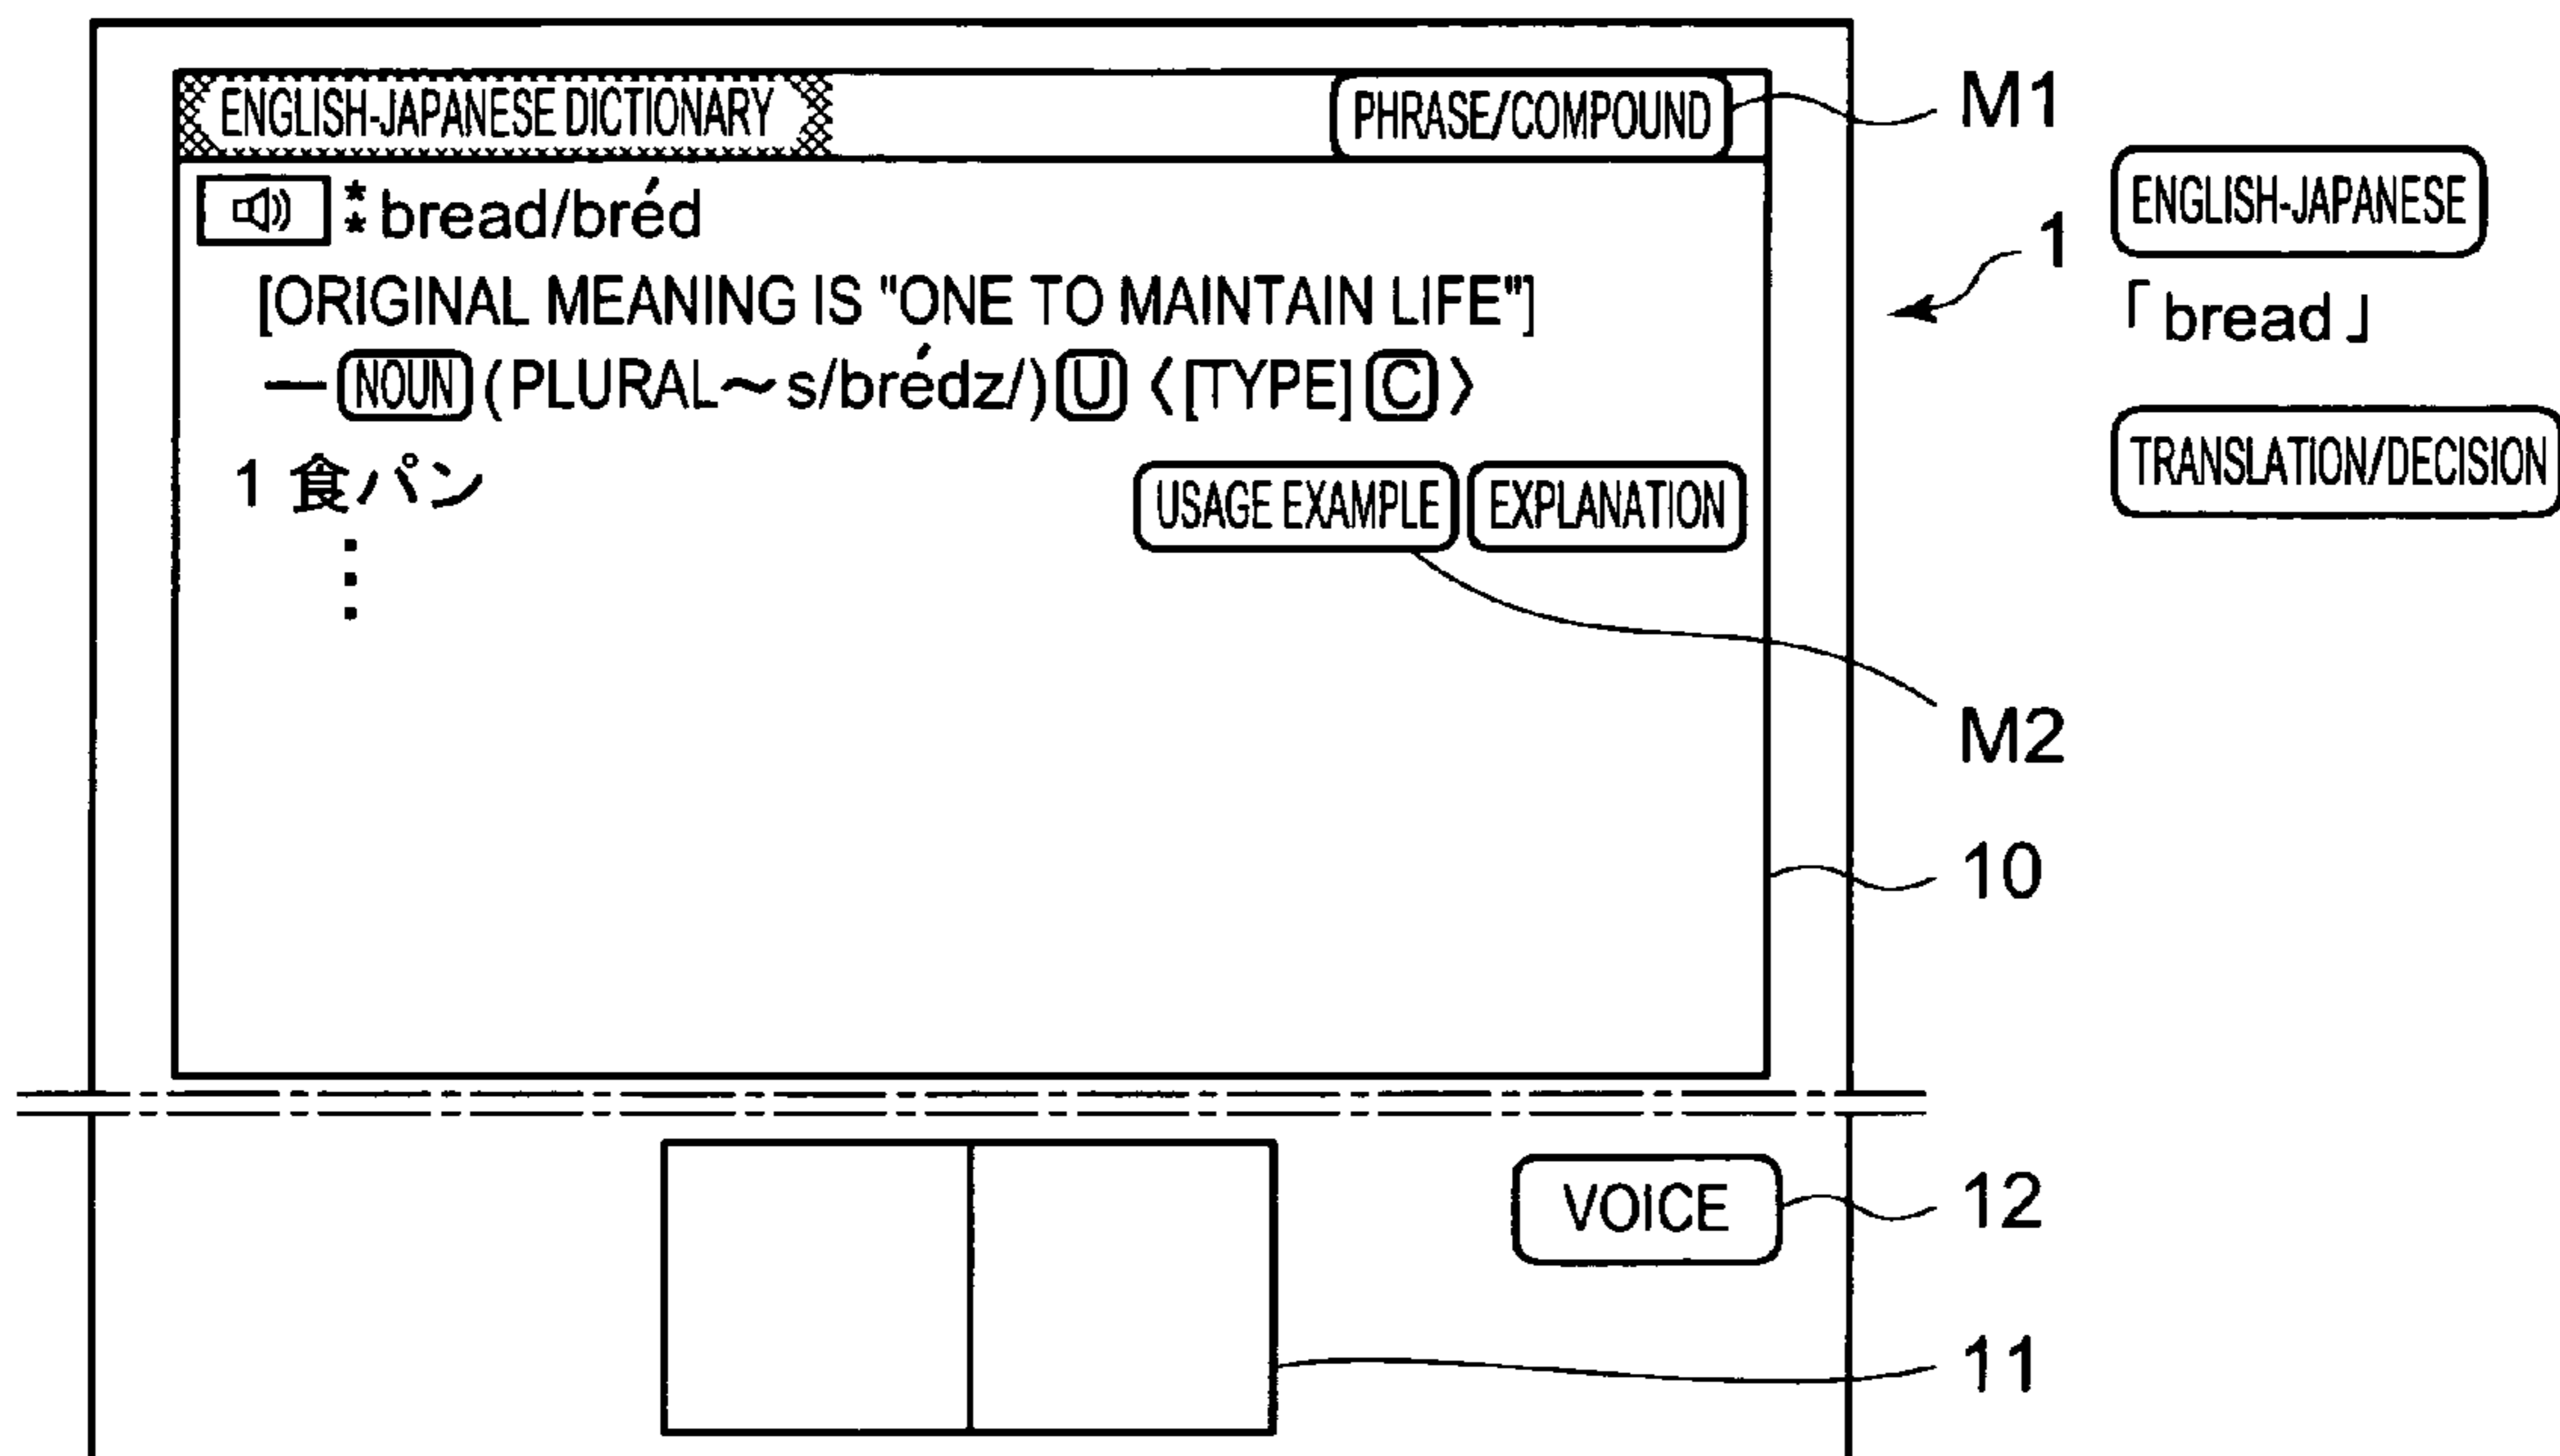 ENGLISH-JAPANESE DICTIONARY PHRASE/COMPOUND
⁑ bread/bréd
[ORIGINAL MEANING IS "ONE TO MAINTAIN LIFE"]
— NOUN (PLURAL～s/brédz/) U 〈[TYPE] C〉
1 食パン USAGE EXAMPLE EXPLANATION
⋮
VOICE
M1
1
M2
10
12
11
ENGLISH-JAPANESE
「bread」
TRANSLATION/DECISION